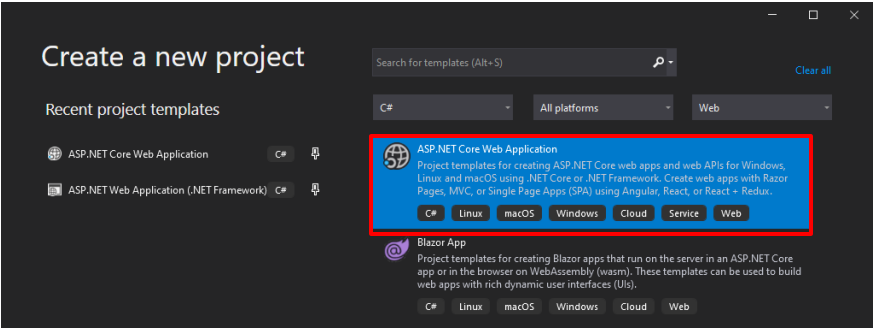 Create a new project
Recent project templates
ASP.NET Core Web Application C#
ASP.NET Web Application (.NET Framework) C#
Search for templates (Alt+S)
Clear all
C# All platforms Web
ASP.NET Core Web Application
Project templates for creating ASP.NET Core web apps and web APIs for Windows,
Linux and macOS using .NET Core or .NET Framework. Create web apps with Razor
Pages, MVC, or Single Page Apps (SPA) using Angular, React, or React + Redux.
C# Linux macOS Windows Cloud Service Web
Blazor App
Project templates for creating Blazor apps that run on the server in an ASP.NET Core
app or in the browser on WebAssembly (wasm). These templates can be used to build
web apps with rich dynamic user interfaces (UIs).
C# Linux macOS Windows Cloud Web